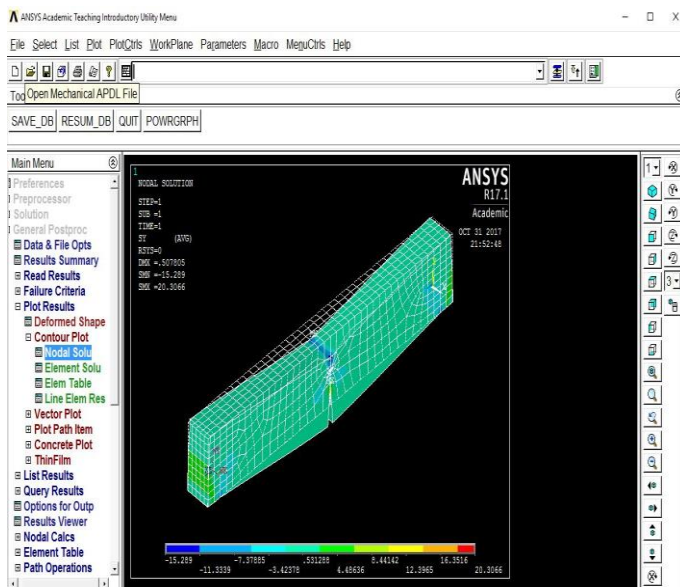 ANSYS Academic Teaching Introductory Utility Menu
File Select List Plot PlotCtrls WorkPlane Parameters Macro MenuCtrls Help
Open Mechanical APDL File
SAVE_DB RESUM_DB QUIT POWRGRPH
Main Menu
Preferences
Preprocessor
Solution
General Postproc
Data & File Opts
Results Summary
Read Results
Failure Criteria
Plot Results
Deformed Shape
Contour Plot
Nodal Solu
Element Solu
Elem Table
Line Elem Res
Vector Plot
Plot Path Item
Concrete Plot
ThinFilm
List Results
Query Results
Options for Outp
Results Viewer
Nodal Calcs
Element Table
Path Operations
1
NODAL SOLUTION
STEP=1
SUB =1
TIME=1
SY (AVG)
RSYS=0
DMX =.507805
SMN =-15.289
SMX =20.3066
ANSYS
R17.1
Academic
OCT 31 2017
21:52:48
-15.289 -7.37885 .531288 8.44142 16.3516
-11.3339 -3.42378 4.48636 12.3965 20.3066
1
3